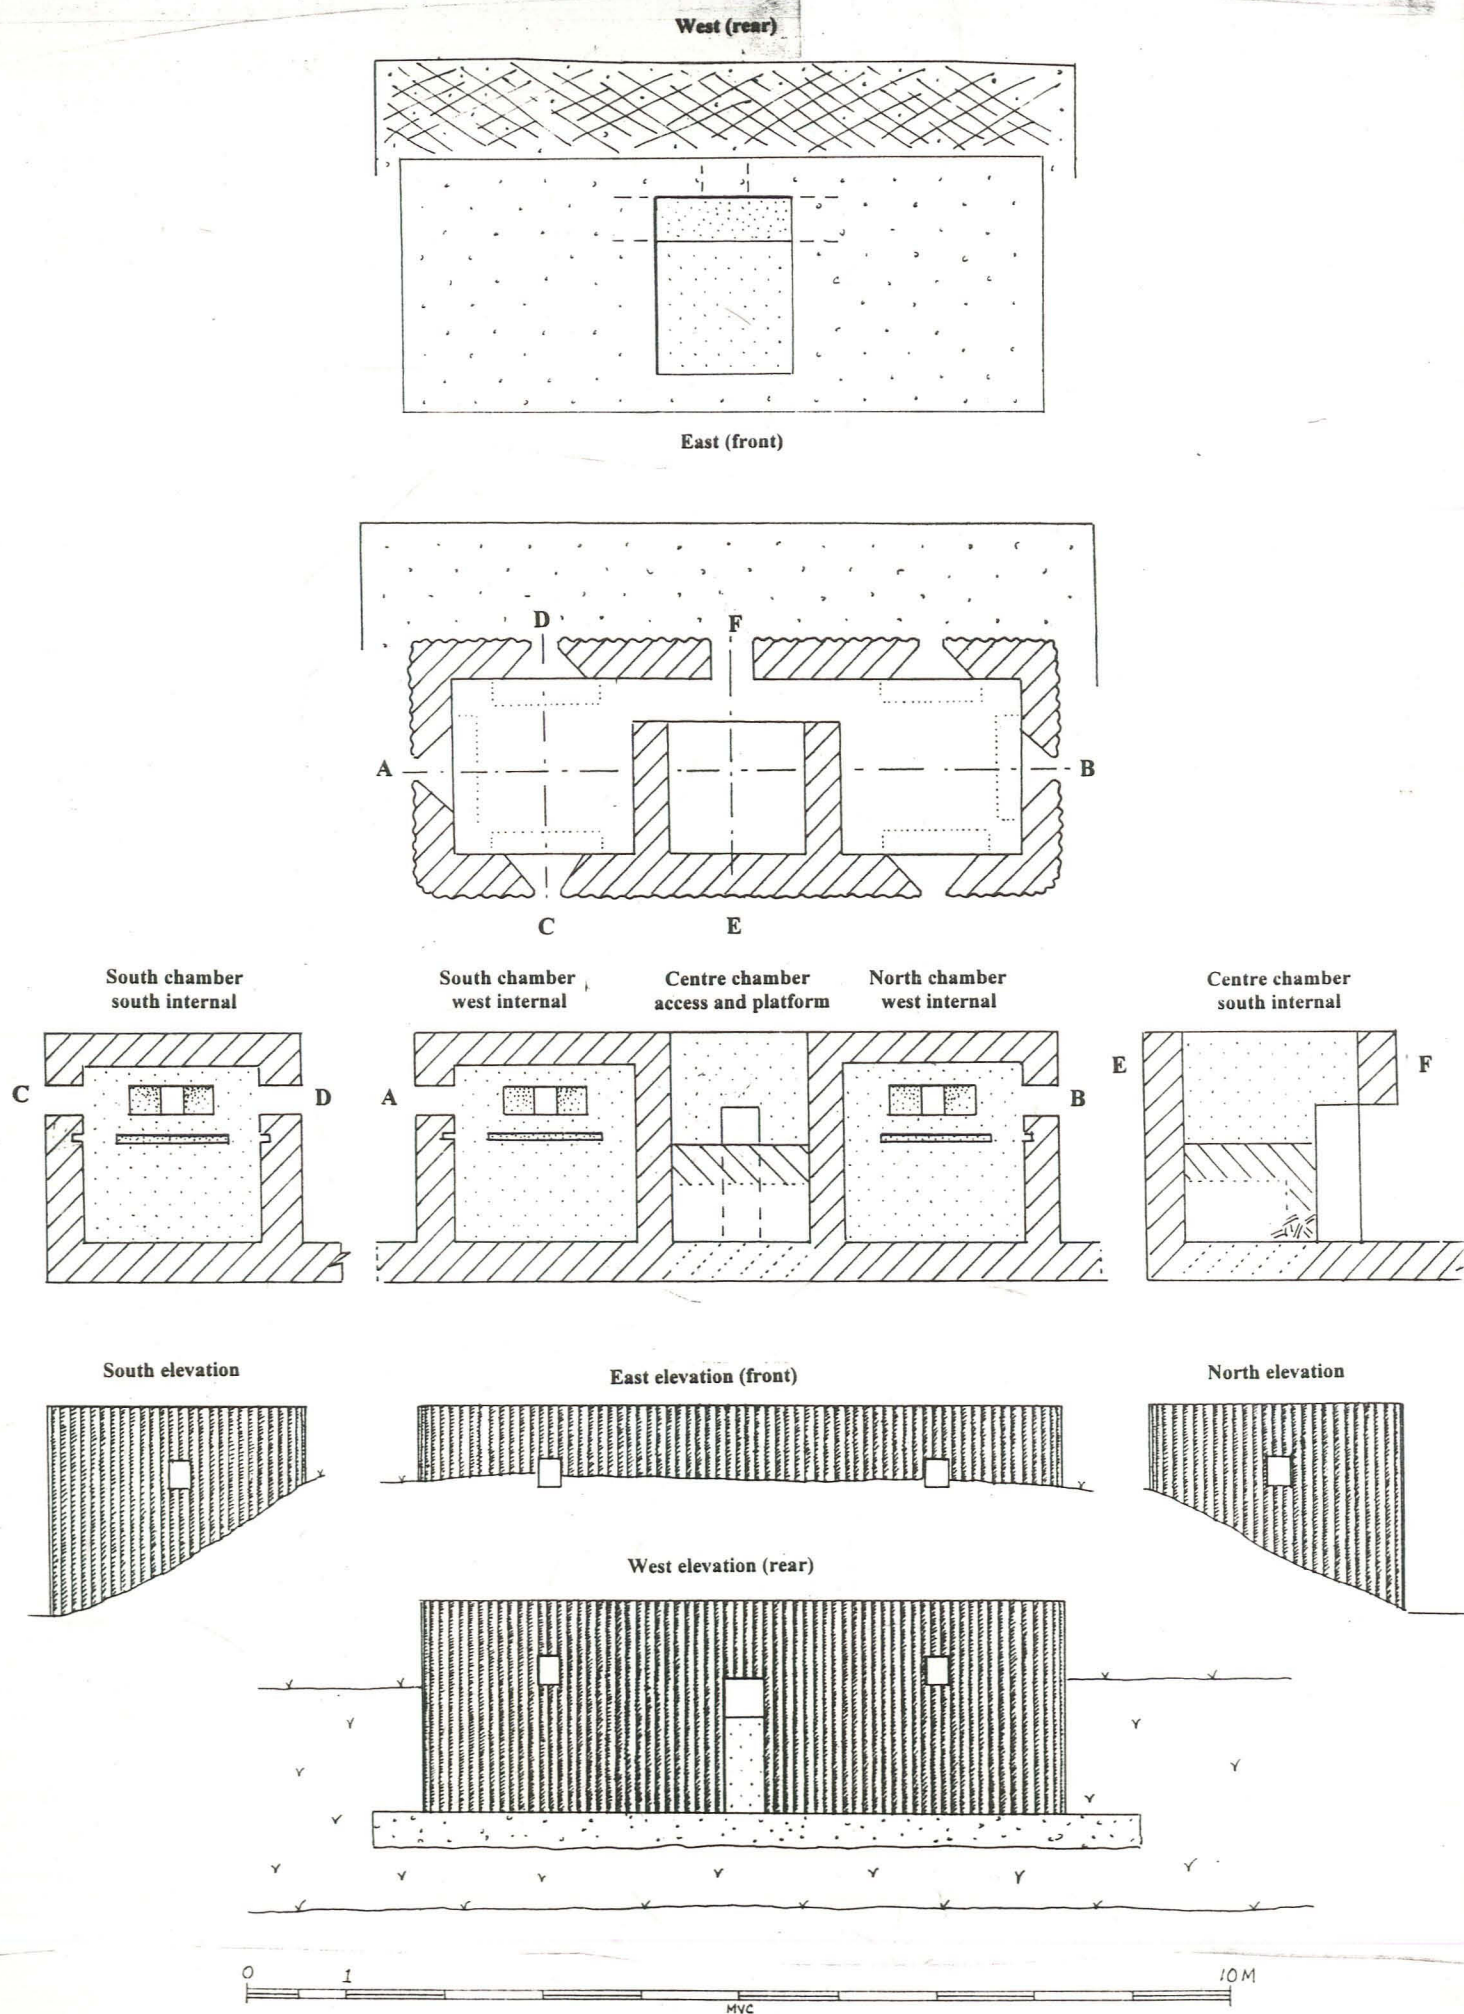 West (rear)
East (front)
D
F
A
B
C
E
South chamber
south internal
South chamber
west internal
Centre chamber
access and platform
North chamber
west internal
Centre chamber
south internal
C
D
A
B
E
F
South elevation
East elevation (front)
North elevation
West elevation (rear)
0
1
10M
MVC